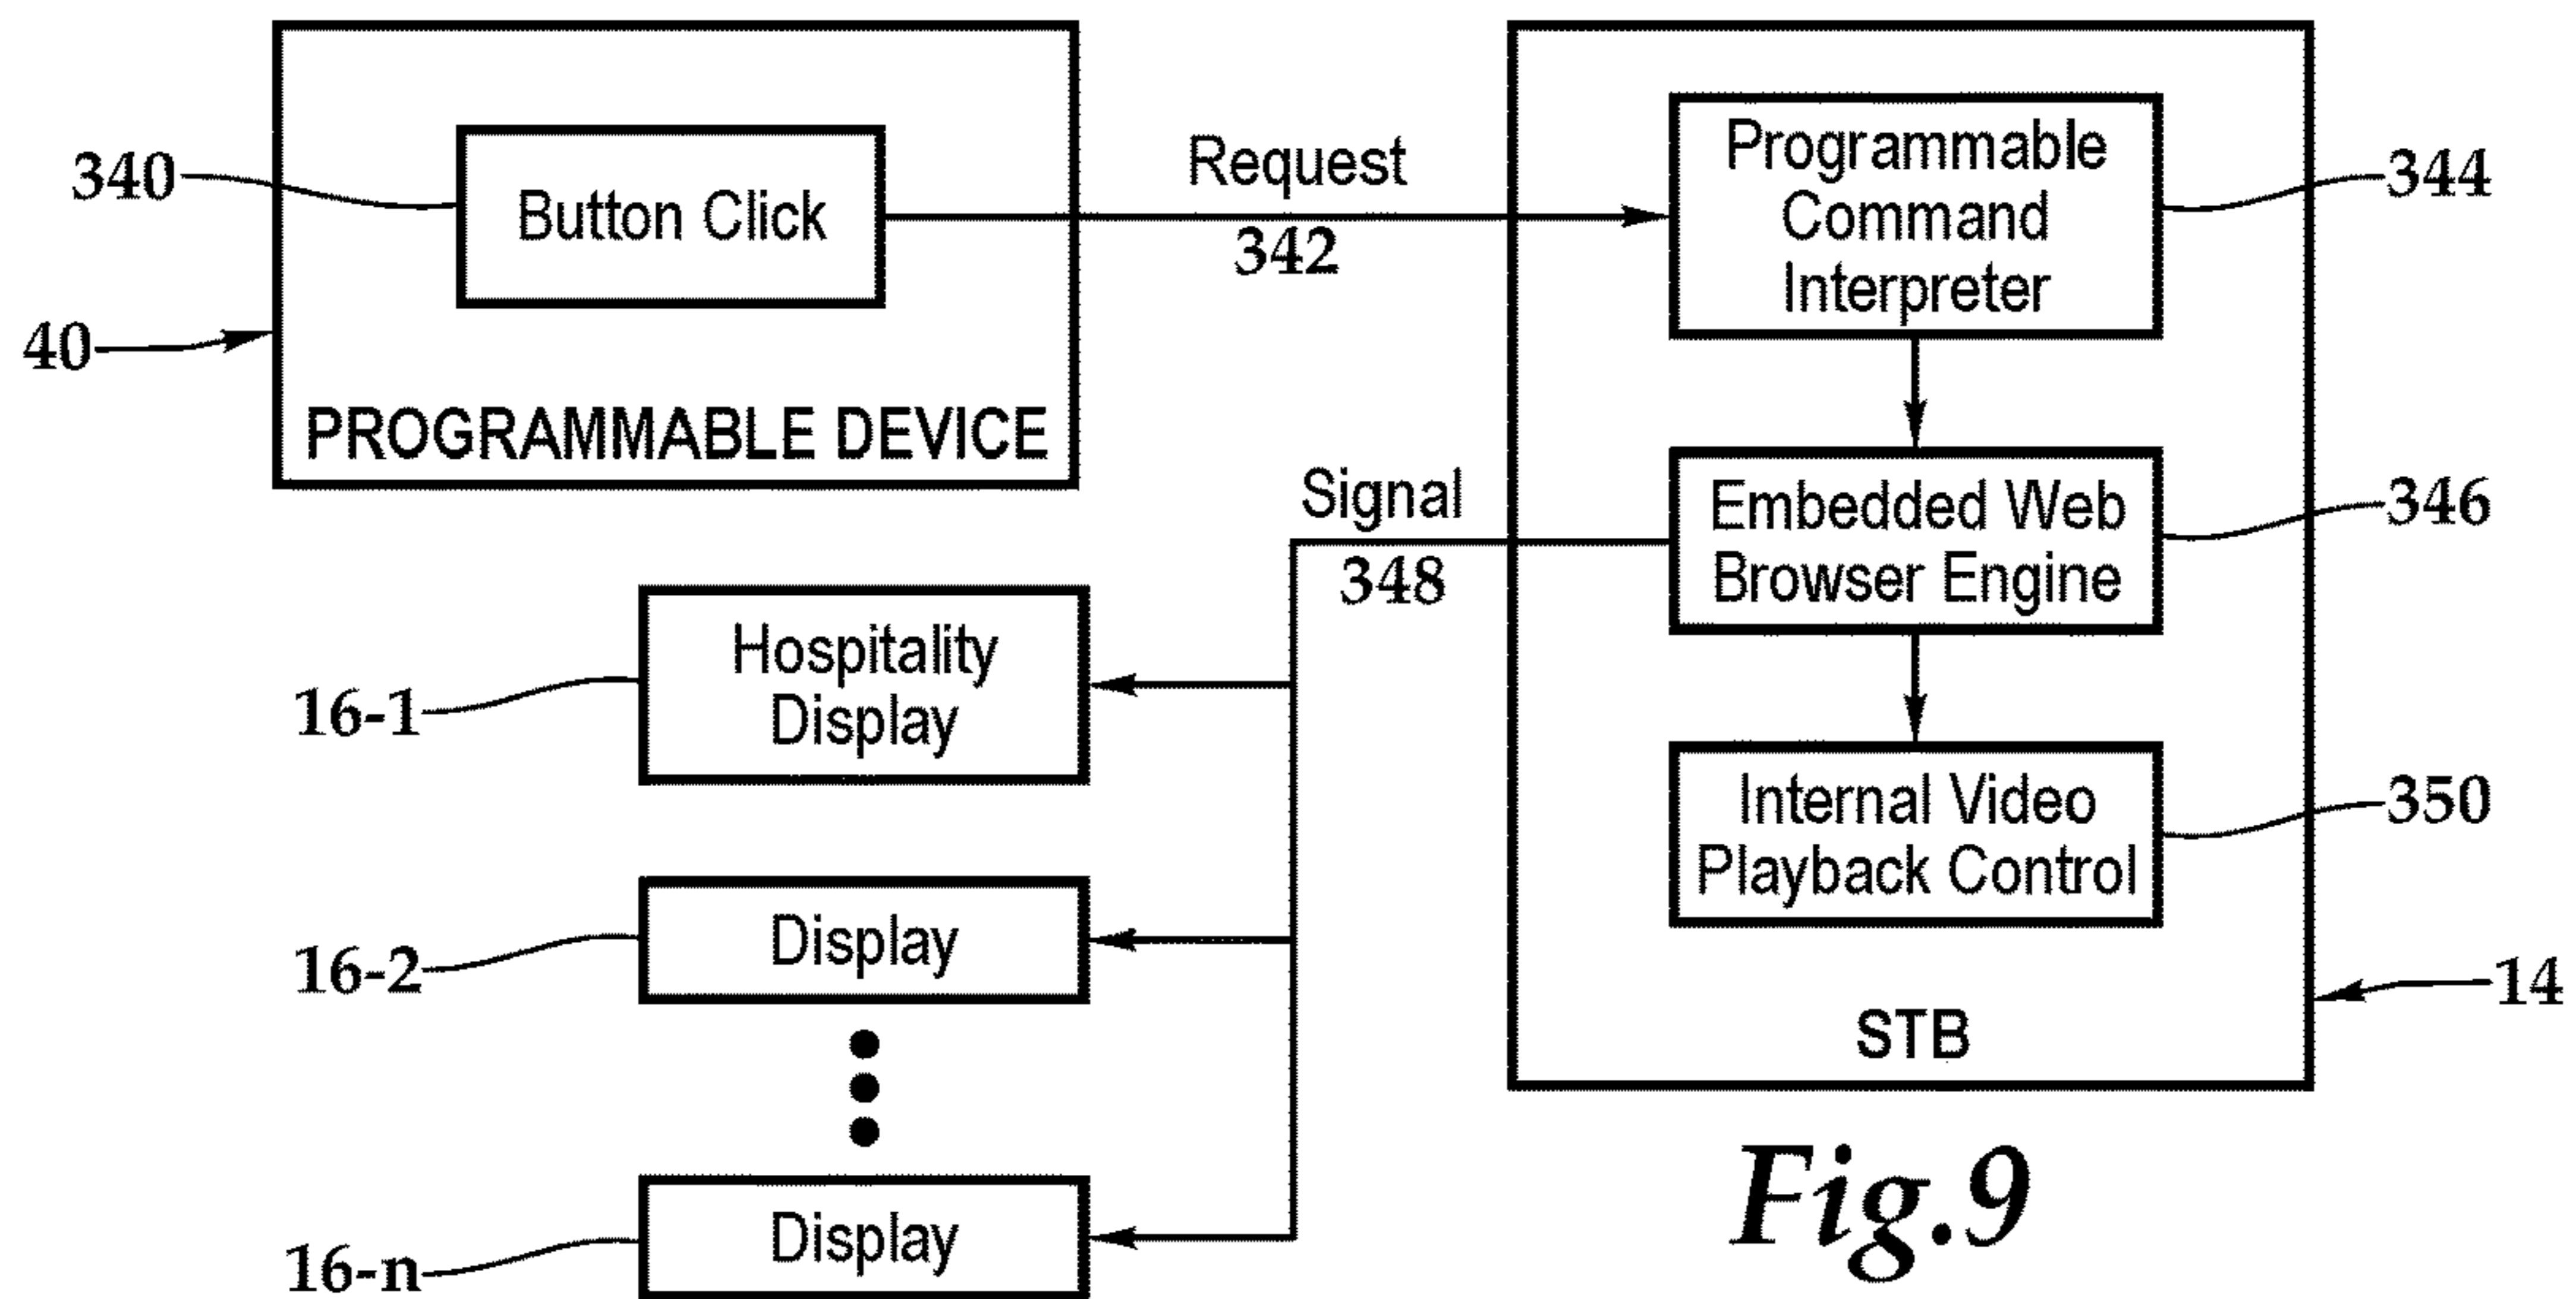 340
Button Click
40
PROGRAMMABLE DEVICE
Request
342
Programmable
Command
Interpreter
344
Signal
348
Embedded Web
Browser Engine
346
Hospitality
Display
16-1
Internal Video
Playback Control
350
Display
16-2
STB
14
Display
16-n
Fig.9